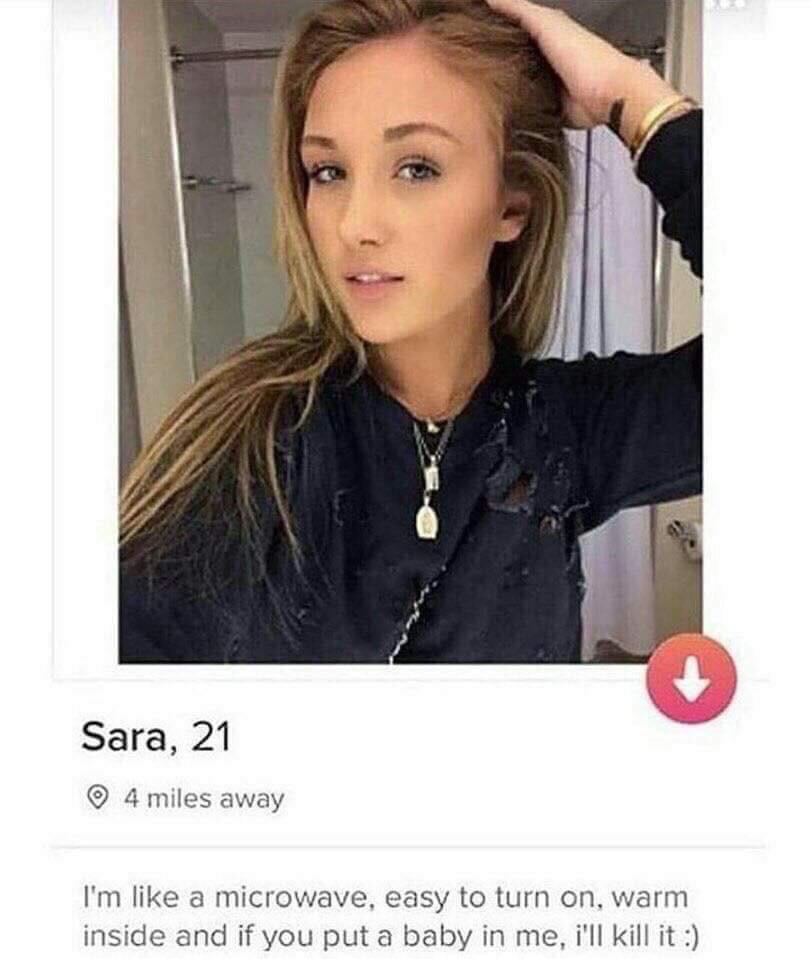 Sara, 21
4 miles away
I'm like a microwave, easy to turn on, warm
inside and if you put a baby in me, i'll kill it :)